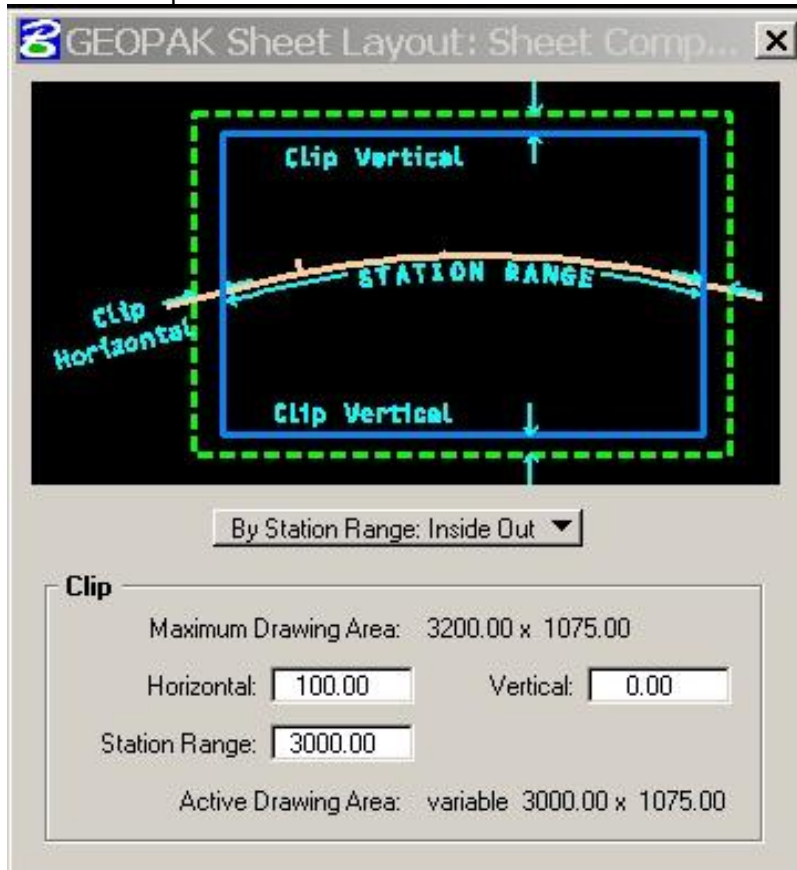 GEOPAK Sheet Layout: Sheet Comp...
Clip Vertical
STATION RANGE
Clip
Horizaontal
Clip Vertical
By Station Range: Inside Out
Clip
Maximum Drawing Area: 3200.00 x 1075.00
Horizontal: 100.00 Vertical: 0.00
Station Range: 3000.00
Active Drawing Area: variable 3000.00 x 1075.00